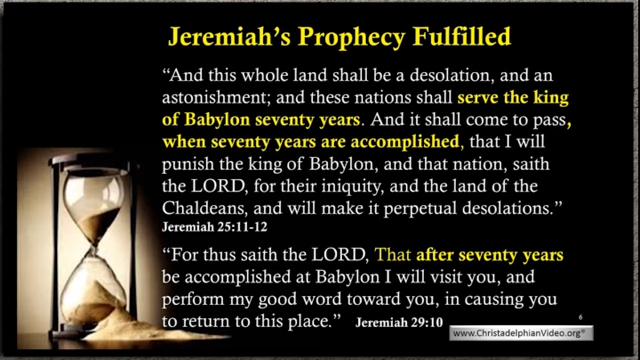 Jeremiah's Prophecy Fulfilled
“And this whole land shall be a desolation, and an
astonishment; and these nations shall serve the king
of Babylon seventy years. And it shall come to pass,
when seventy years are accomplished, that I will
punish the king of Babylon, and that nation, saith
the LORD, for their iniquity, and the land of the
Chaldeans, and will make it perpetual desolations.”
Jeremiah 25:11-12
“For thus saith the LORD, That after seventy years
be accomplished at Babylon I will visit you, and
perform my good word toward you, in causing you
to return to this place.” Jeremiah 29:10
6
www.ChristadelphianVideo.org®